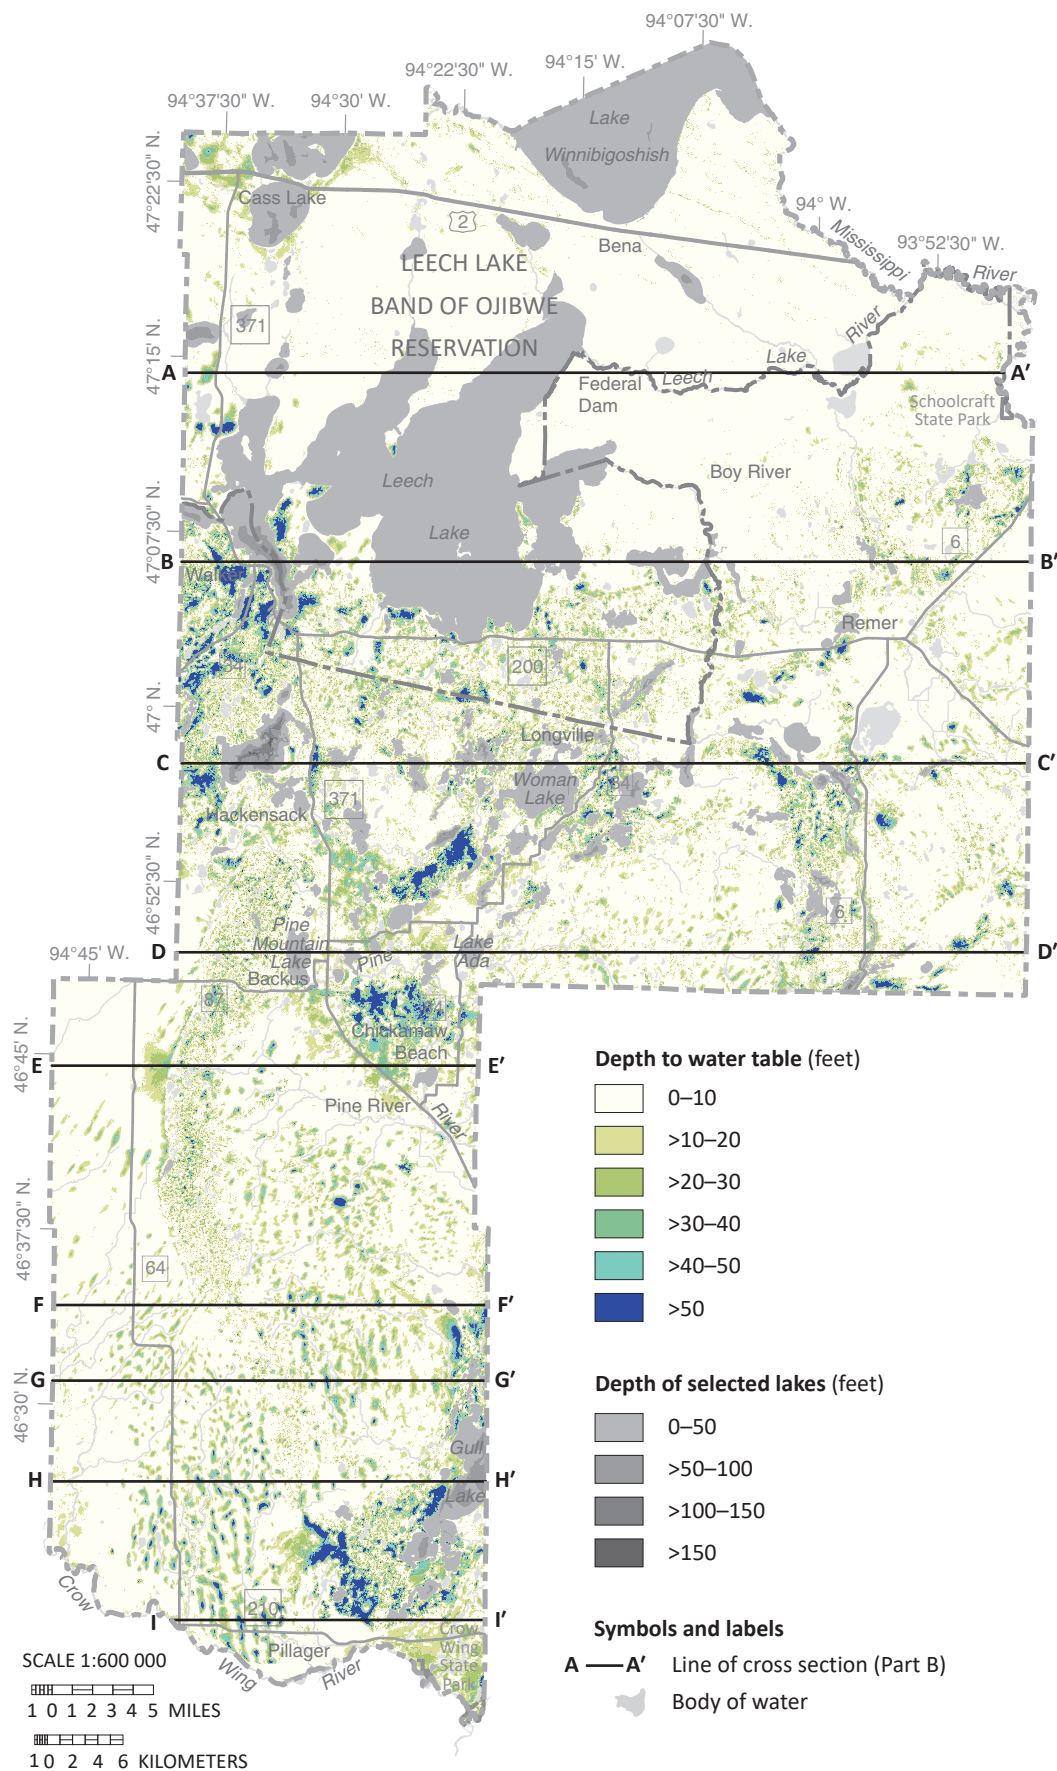 94°07'30" W.
94°15' W.
94°22'30" W.
94°37'30" W.
94°30' W.
47°22'30" N.
Lake
Winnibigoshish
Cass Lake
2
Bena
94° W.
Mississippi
River
93°52'30" W.
LEECH LAKE
BAND OF OJIBWE
RESERVATION
371
47°15' N.
River
Lake
Leech
A
A'
Federal
Dam
Schoolcraft
State Park
Boy River
Leech
Lake
47°07'30" N.
6
B
B'
Walker
Remer
34
200
47° N.
Longville
C
C'
Woman
Lake
84
371
Hackensack
46°52'30" N.
6
Pine
Mountain
Lake
Pine
Lake
Ada
94°45' W.
D
D'
Backus
87
84
Chickamaw
Beach
46°45' N.
E
E'
Pine River
River
46°37'30" N.
64
F
F'
G
G'
46°30' N.
Gull
Lake
H
H'
Crow
210
I
I'
Pillager
Wing
River
Crow
Wing
State
Park
Depth to water table (feet)
0–10
>10–20
>20–30
>30–40
>40–50
>50
Depth of selected lakes (feet)
0–50
>50–100
>100–150
>150
Symbols and labels
A A' Line of cross section (Part B)
Body of water
SCALE 1:600 000
1 0 1 2 3 4 5 MILES
1 0 2 4 6 KILOMETERS